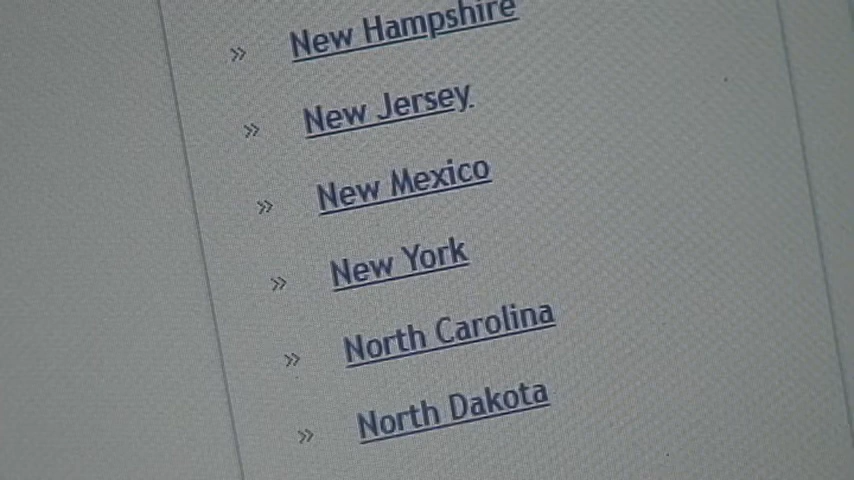 » New Hampshire
» New Jersey
» New Mexico
» New York
» North Carolina
» North Dakota